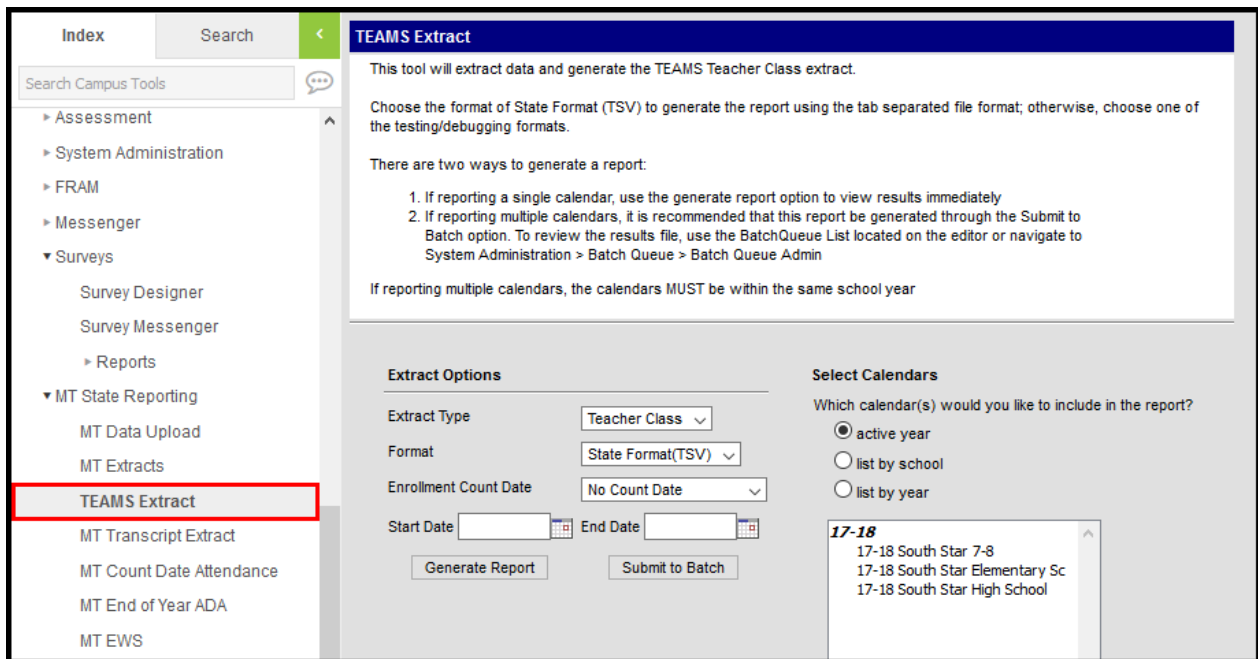 Index
Search
Search Campus Tools
Assessment
System Administration
FRAM
Messenger
Surveys
Survey Designer
Survey Messenger
Reports
MT State Reporting
MT Data Upload
MT Extracts
TEAMS Extract
MT Transcript Extract
MT Count Date Attendance
MT End of Year ADA
MT EWS
TEAMS Extract
This tool will extract data and generate the TEAMS Teacher Class extract.
Choose the format of State Format (TSV) to generate the report using the tab separated file format; otherwise, choose one of
the testing/debugging formats.
There are two ways to generate a report:
1. If reporting a single calendar, use the generate report option to view results immediately
2. If reporting multiple calendars, it is recommended that this report be generated through the Submit to
Batch option. To review the results file, use the BatchQueue List located on the editor or navigate to
System Administration > Batch Queue > Batch Queue Admin
If reporting multiple calendars, the calendars MUST be within the same school year
Extract Options
Extract Type Teacher Class
Format State Format(TSV)
Enrollment Count Date No Count Date
Start Date End Date
Generate Report Submit to Batch
Select Calendars
Which calendar(s) would you like to include in the report?
active year
list by school
list by year
17-18
17-18 South Star 7-8
17-18 South Star Elementary Sc
17-18 South Star High School